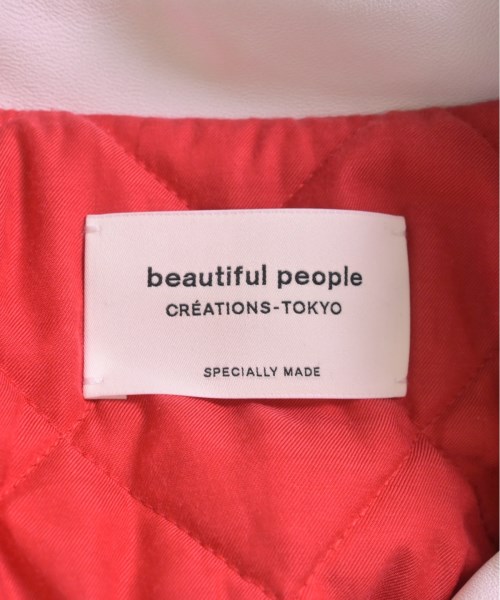 beautiful people
CRÉATIONS-TOKYO
SPECIALLY MADE